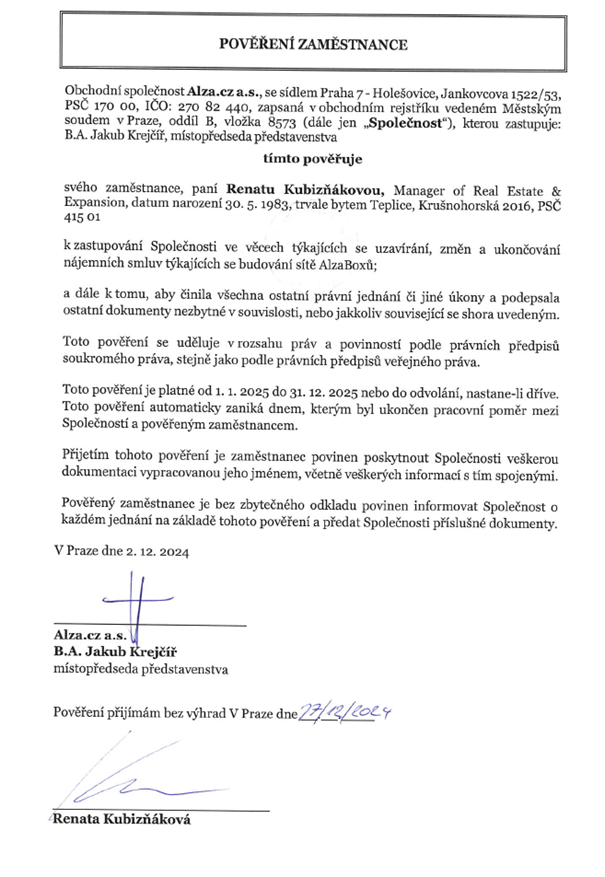 POVĚŘENÍ ZAMĚSTNANCE
Obchodní společnost Alza.cz a.s., se sídlem Praha 7 - Holešovice, Jankovcova 1522/53,
PSČ 170 00, IČO: 270 82 440, zapsaná v obchodním rejstříku vedeném Městským
soudem v Praze, oddíl B, vložka 8573 (dále jen „Společnost"), kterou zastupuje:
B.A. Jakub Krejčíř, místopředseda představenstva
tímto pověřuje
svého zaměstnance, paní Renatu Kubizňákovou, Manager of Real Estate &
Expansion, datum narození 30. 5. 1983, trvale bytem Teplice, Krušnohorská 2016, PSČ
415 01
k zastupování Společnosti ve věcech týkajících se uzavírání, změn a ukončování
nájemních smluv týkajících se budování sítě AlzaBoxů;
a dále k tomu, aby činila všechna ostatní právní jednání či jiné úkony a podepsala
ostatní dokumenty nezbytné v souvislosti, nebo jakkoliv související se shora uvedeným.
Toto pověření se uděluje v rozsahu práv a povinností podle právních předpisů
soukromého práva, stejně jako podle právních předpisů veřejného práva.
Toto pověření je platné od 1. 1. 2025 do 31. 12. 2025 nebo do odvolání, nastane-li dříve.
Toto pověření automaticky zaniká dnem, kterým byl ukončen pracovní poměr mezi
Společností a pověřeným zaměstnancem.
Přijetím tohoto pověření je zaměstnanec povinen poskytnout Společnosti veškerou
dokumentaci vypracovanou jeho jménem, včetně veškerých informací s tím spojenými.
Pověřený zaměstnanec je bez zbytečného odkladu povinen informovat Společnost o
každém jednání na základě tohoto pověření a předat Společnosti příslušné dokumenty.
V Praze dne 2. 12. 2024
Alza.cz a.s.
B.A. Jakub Krejčíř
místopředseda představenstva
Pověření přijímám bez výhrad V Praze dne 27/12/2024
Renata Kubizňáková